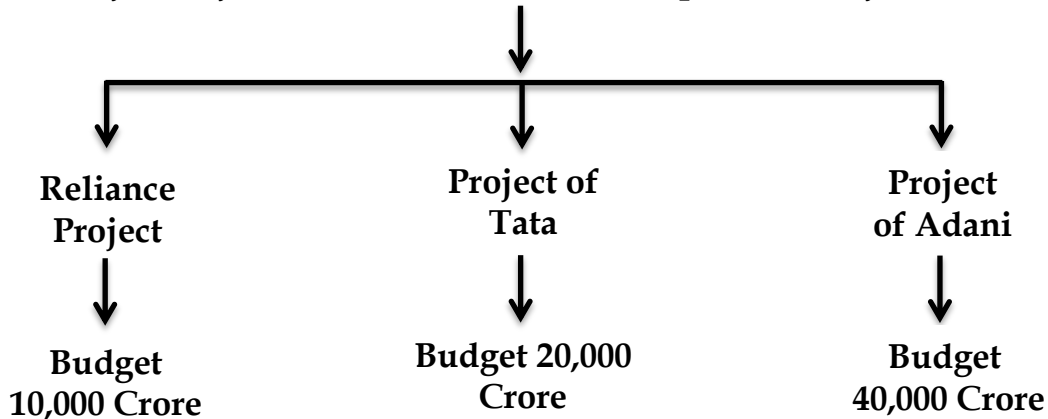 Reliance
Project
Project of
Tata
Project
of Adani
Budget
10,000 Crore
Budget 20,000
Crore
Budget
40,000 Crore